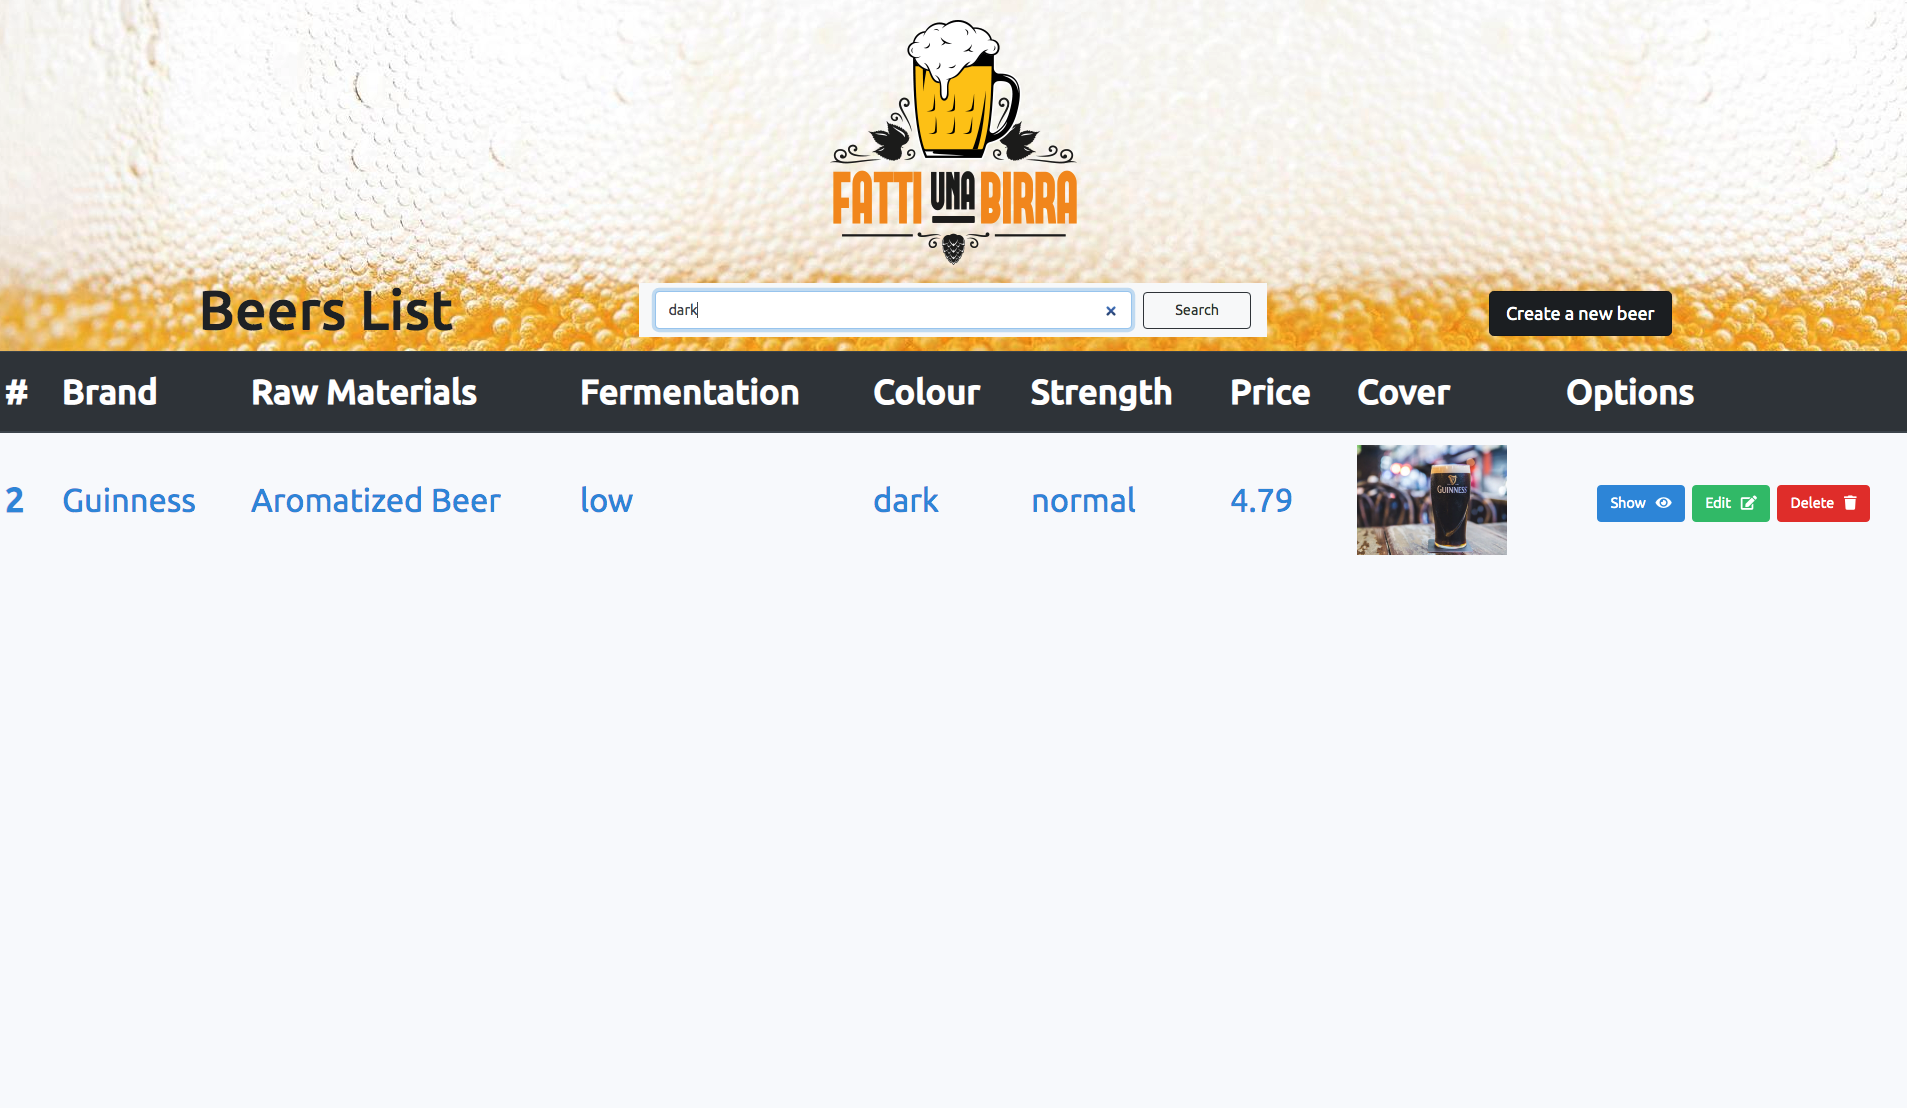 FATTI UNA BIRRA
Beers List
dark
Search
Create a new beer
# Brand Raw Materials Fermentation Colour Strength Price Cover Options
2 Guinness Aromatized Beer low dark normal 4.79 Show Edit Delete
GUINNESS